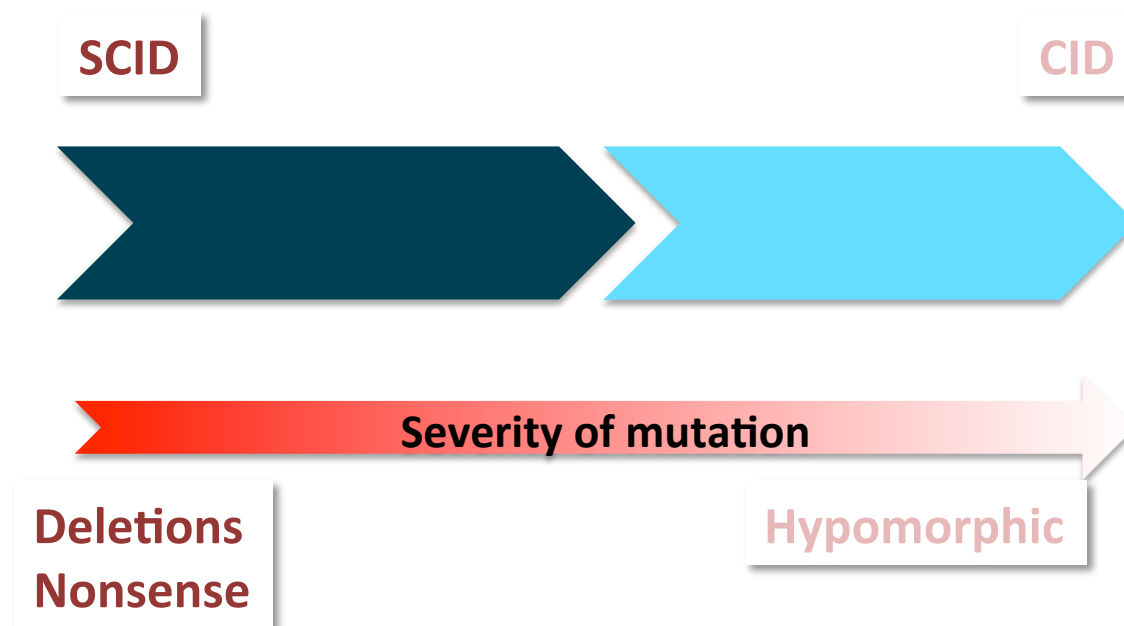 SCID
CID
Severity of mutation
Deletions
Nonsense
Hypomorphic